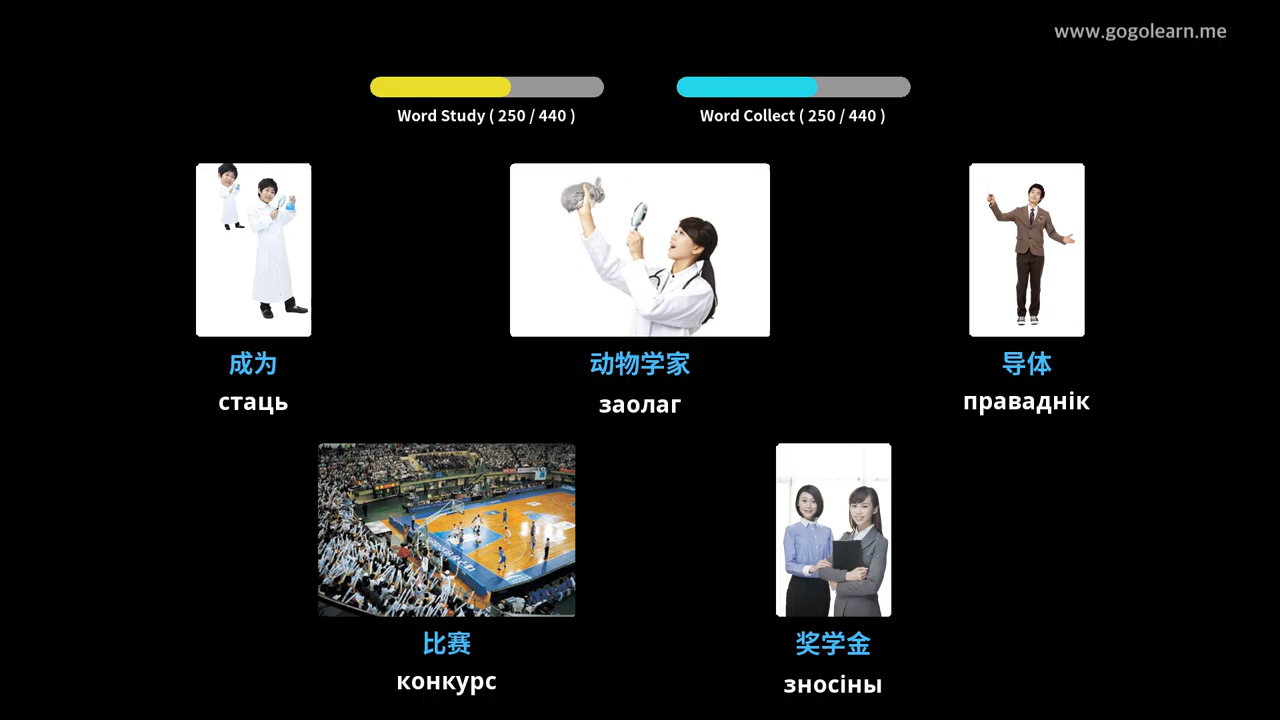 www.gogolearn.me
Word Study ( 250 / 440 )
Word Collect ( 250 / 440 )
成为
стаць
动物学家
заолаг
导体
праваднік
比赛
конкурс
奖学金
зносіны